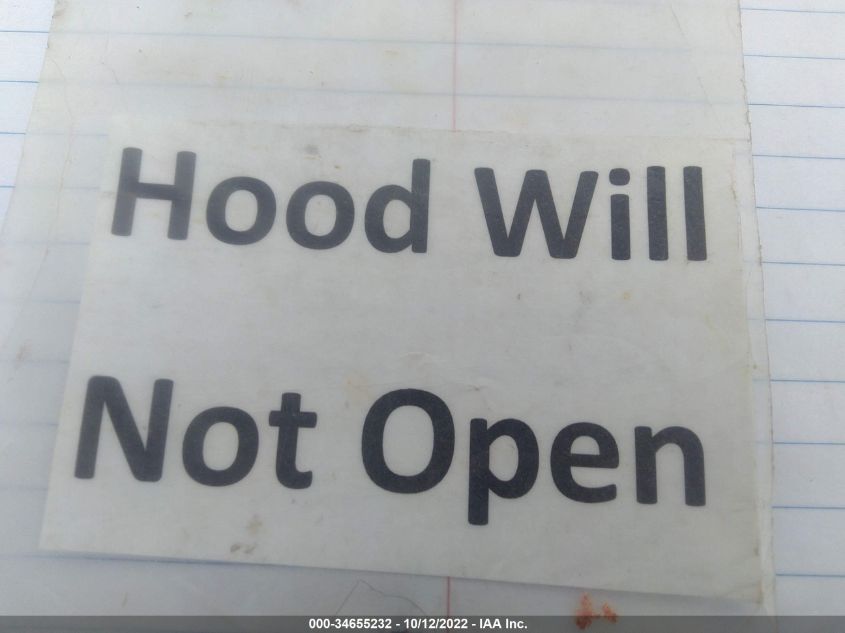 Hood Will
Not Open
000-34655232 - 10/12/2022 - IAA Inc.